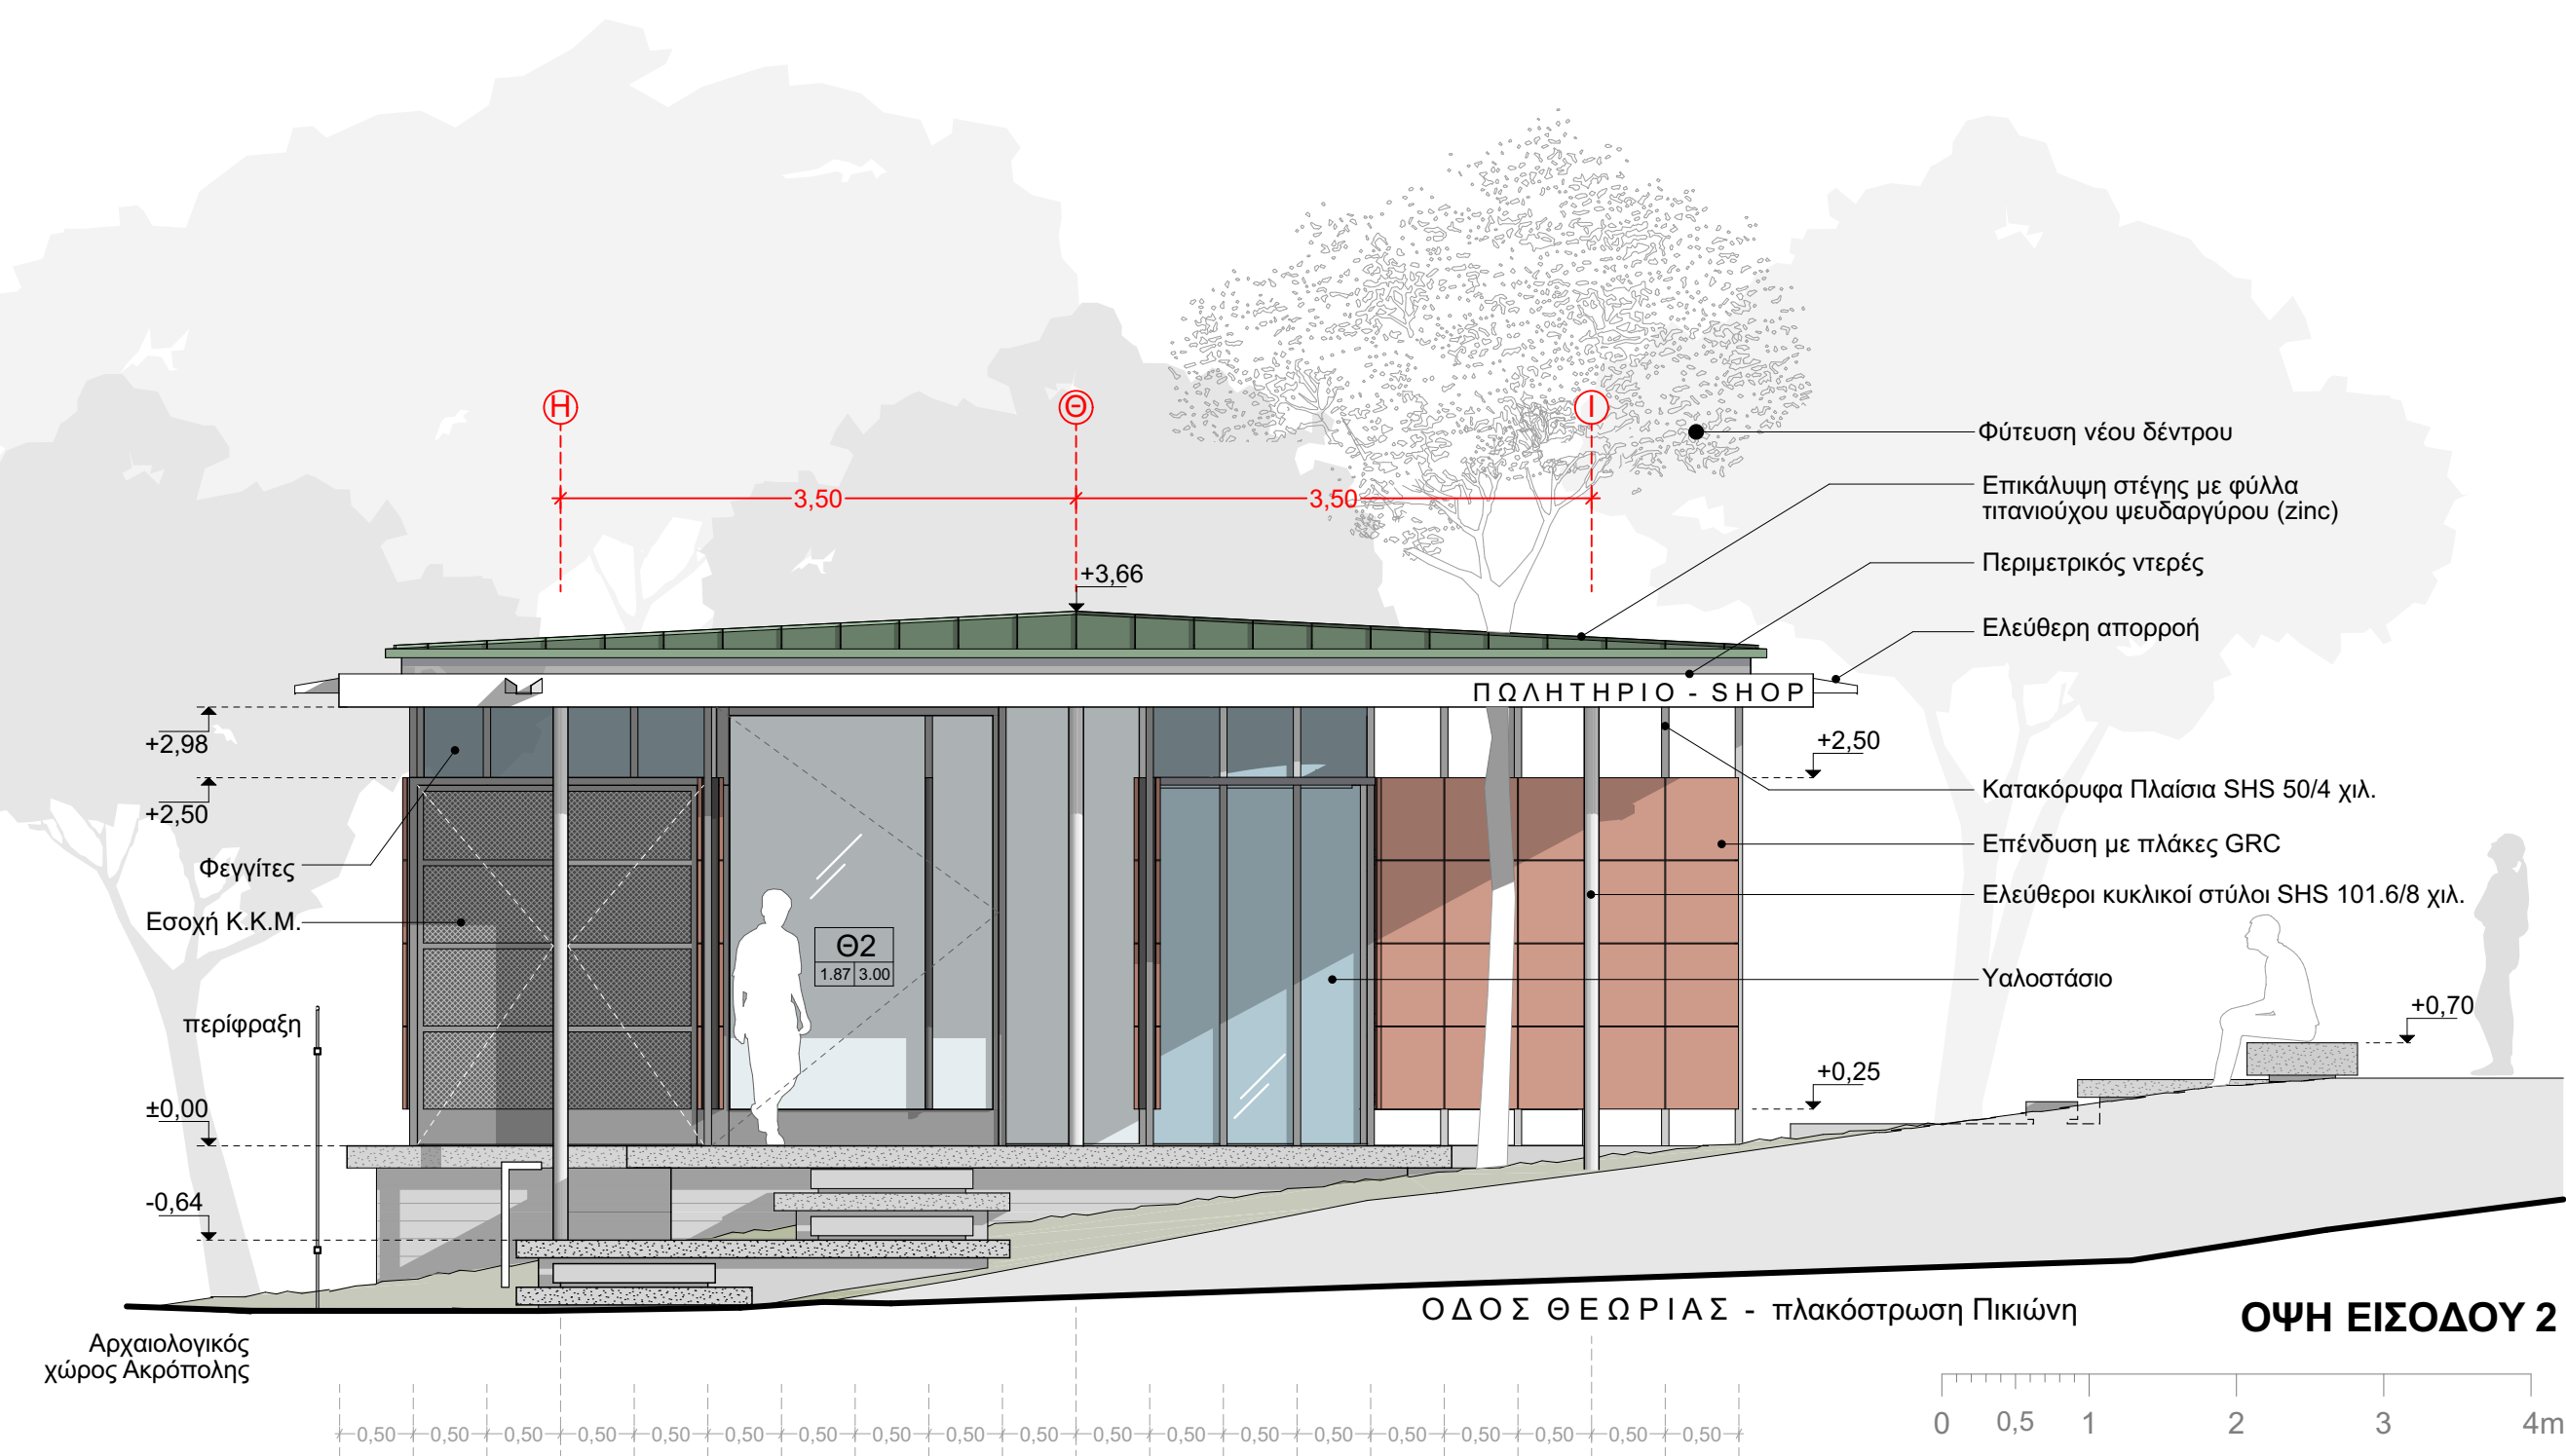 Η Θ Ι
3,50 3,50
Φύτευση νέου δέντρου
Επικάλυψη στέγης με φύλλα
τιτανιούχου ψευδαργύρου (zinc)
Περιμετρικός ντερές
Ελεύθερη απορροή
+3,66
ΠΩΛΗΤΗΡΙΟ - SHOP
+2,98
+2,50
+2,50
Κατακόρυφα Πλαίσια SHS 50/4 χιλ.
Επένδυση με πλάκες GRC
Ελεύθεροι κυκλικοί στύλοι SHS 101.6/8 χιλ.
Φεγγίτες
Εσοχή Κ.Κ.Μ.
Θ2
1.87 3.00
Υαλοστάσιο
περίφραξη
+0,70
+0,25
±0,00
-0,64
ΟΔΟΣ ΘΕΩΡΙΑΣ - πλακόστρωση Πικιώνη
ΟΨΗ ΕΙΣΟΔΟΥ 2
Αρχαιολογικός
χώρος Ακρόπολης
0,50 0,50 0,50 0,50 0,50 0,50 0,50 0,50 0,50 0,50 0,50 0,50 0,50 0,50 0,50 0,50 0,50 0,50 0,50
0 0,5 1 2 3 4m